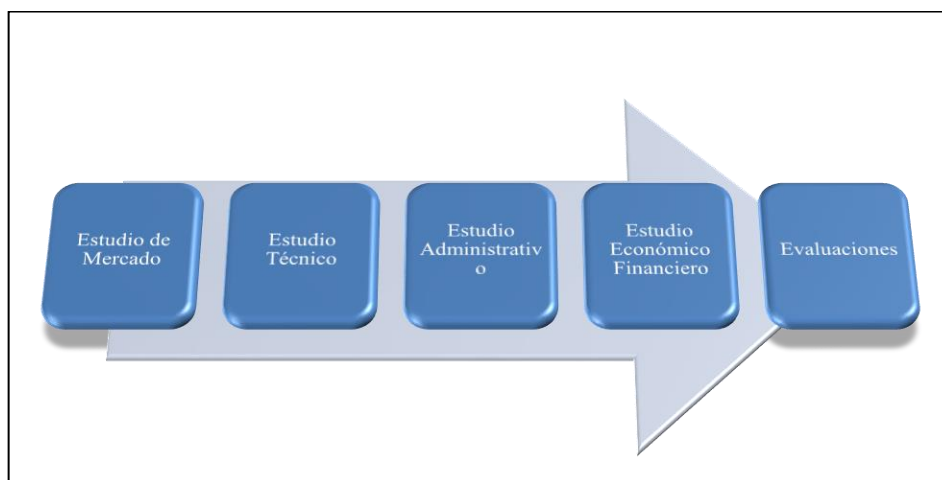 Estudio de
Mercado
Estudio
Técnico
Estudio
Administrativ
o
Estudio
Económico
Financiero
Evaluaciones